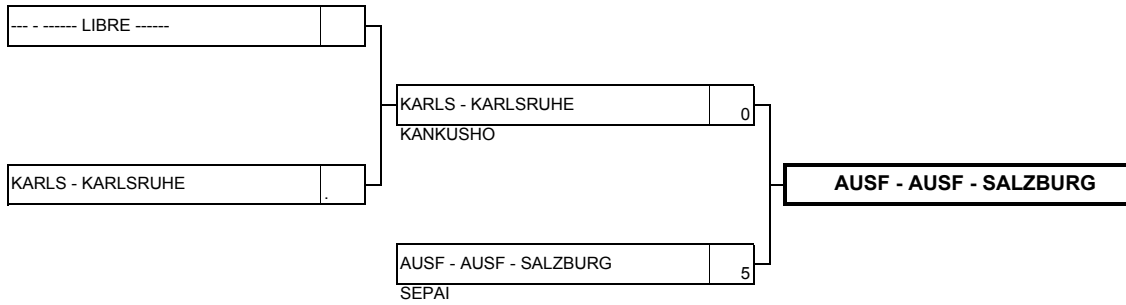 --- - ------ LIBRE ------
KARLS - KARLSRUHE 0
KANKUSHO
KARLS - KARLSRUHE .
AUSF - AUSF - SALZBURG
AUSF - AUSF - SALZBURG 5
SEPAI